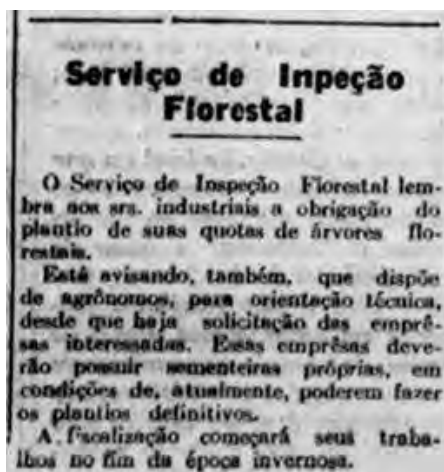 Serviço de Inpeção
Florestal
O Serviço de Inspeção Florestal lem-
bra aos srs. industriais a obrigação do
plantio de suas quotas de árvores flo-
restais.
Está avisando, também, que dispõe
de agrônomos, para orientação técnica,
desde que haja solicitação das emprê-
sas interessadas. Essas emprêsas deve-
rão possuir sementeiras próprias, em
condições de, atualmente, poderem fazer
os plantios definitivos.
A fiscalização começará seus traba-
lhos no fim da época invernosa.